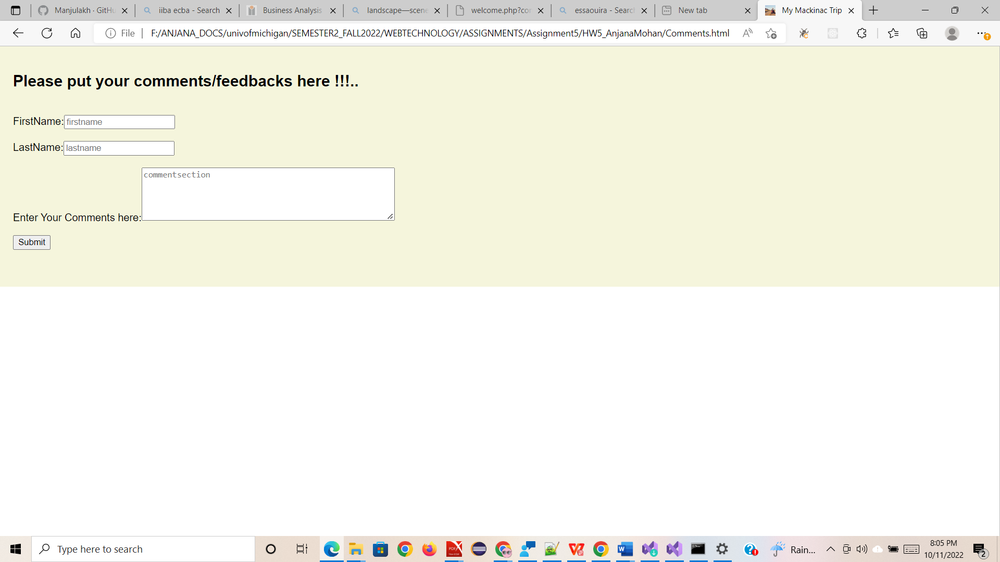 Manjulakh · GitHu
iiba ecba - Search
Business Analysis
landscape—scene
welcome.php?cor
essaouira - Search
New tab
My Mackinac Trip
File
F:/ANJANA_DOCS/univofmichigan/SEMESTER2_FALL2022/WEBTECHNOLOGY/ASSIGNMENTS/Assignment5/HW5_AnjanaMohan/Comments.html
Please put your comments/feedbacks here !!!..
FirstName:
firstname
LastName:
lastname
commentsection
Enter Your Comments here:
Submit
Type here to search
Rain...
8:05 PM
10/11/2022
2